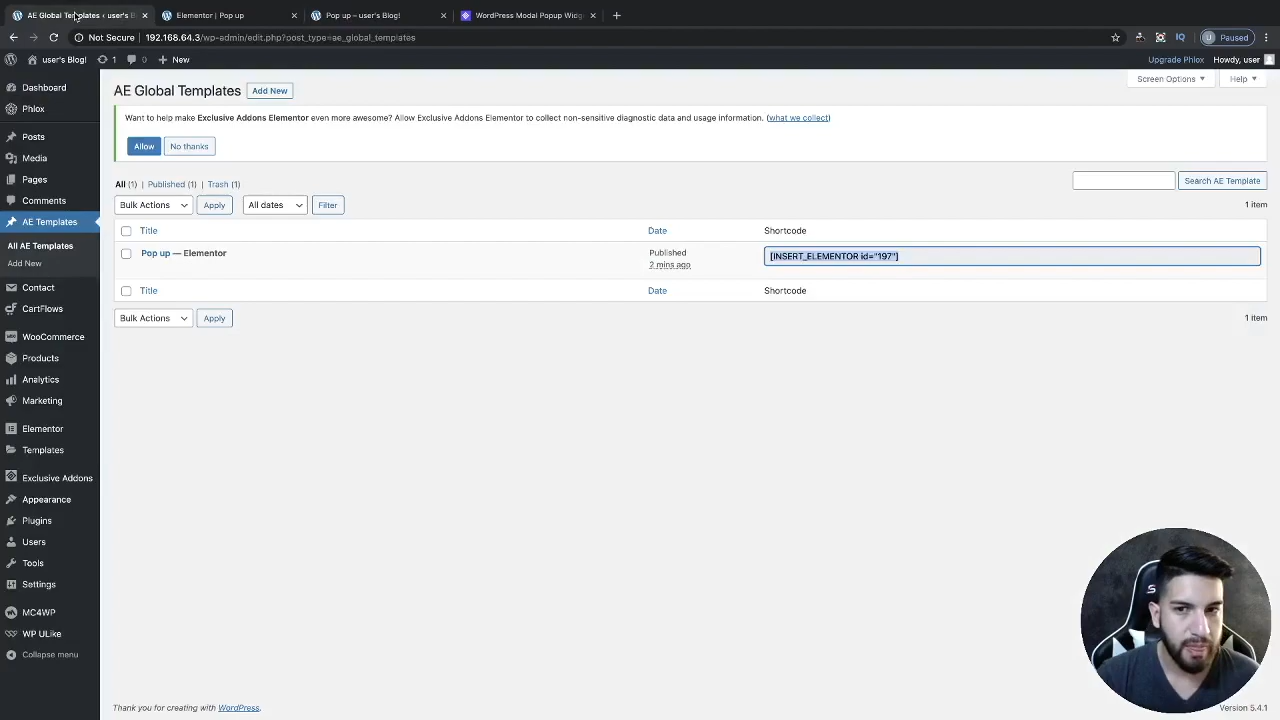 AE Global Templates ‹ user's Bl
Elementor | Pop up
Pop up – user's Blog!
WordPress Modal Popup Widg
Not Secure
192.168.64.3/wp-admin/edit.php?post_type=ae_global_templates
IQ
U Paused
user's Blog!
1
0
New
Upgrade Phlox
Howdy, user
Dashboard
Phlox
Posts
Media
Pages
Comments
AE Templates
All AE Templates
Add New
Contact
CartFlows
WooCommerce
Products
Analytics
Marketing
Elementor
Templates
Exclusive Addons
Appearance
Plugins
Users
Tools
Settings
MC4WP
WP ULike
Collapse menu
Screen Options
Help
AE Global Templates
Add New
Want to help make Exclusive Addons Elementor even more awesome? Allow Exclusive Addons Elementor to collect non-sensitive diagnostic data and usage information. (what we collect)
Allow
No thanks
All (1) | Published (1) | Trash (1)
Search AE Template
Bulk Actions
Apply
All dates
Filter
1 item
Title
Date
Shortcode
Pop up — Elementor
Published
2 mins ago
[INSERT_ELEMENTOR id="197"]
Title
Date
Shortcode
Bulk Actions
Apply
1 item
Thank you for creating with WordPress.
Version 5.4.1